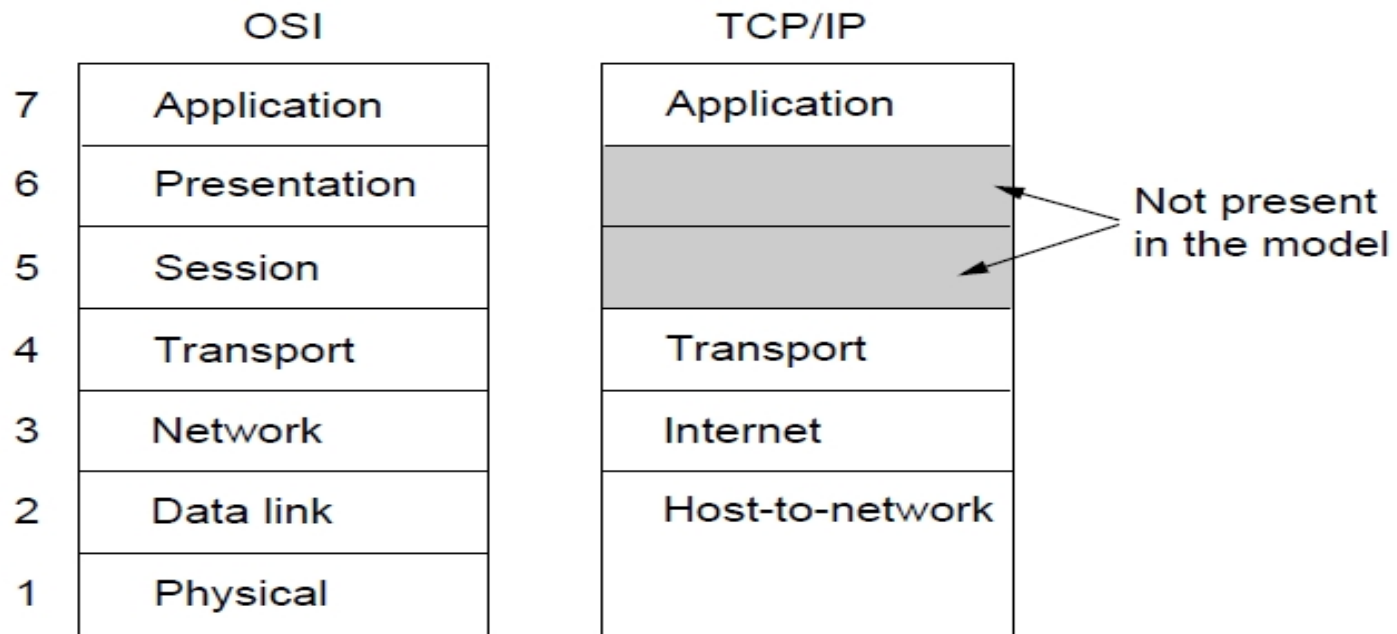 OSI
TCP/IP
7 Application Application
6 Presentation
5 Session
Not present
in the model
4 Transport Transport
3 Network Internet
2 Data link Host-to-network
1 Physical